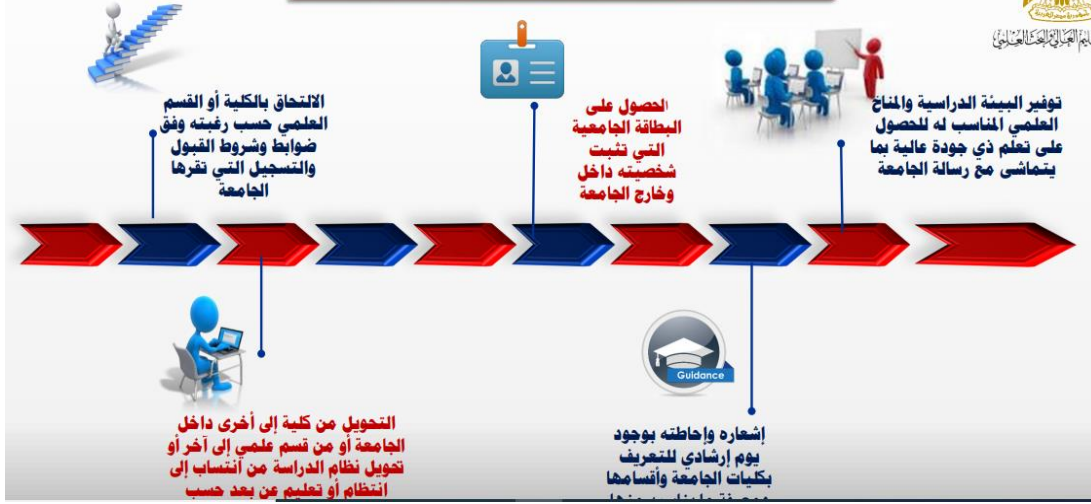 توفير البيئة الدراسية والمناخ
العلمي المناسب له للحصول
على تعلم ذي جودة عالية بما
يتماشى مع رسالة الجامعة
الحصول على
البطاقة الجامعية
التي تثبت
شخصيته داخل
وخارج الجامعة
الالتحاق بالكلية أو القسم
العلمي حسب رغبته وفق
ضوابط وشروط القبول
والتسجيل التي تقرها
الجامعة
Guidance
إشعاره وإحاطته بوجود
يوم إرشادي للتعريف
بكليات الجامعة وأقسامها
التحويل من كلية إلى أخرى داخل
الجامعة أو من قسم علمي إلى آخر أو
تحويل نظام الدراسة من انتساب إلى
انتظام أو تعليم عن بعد حسب